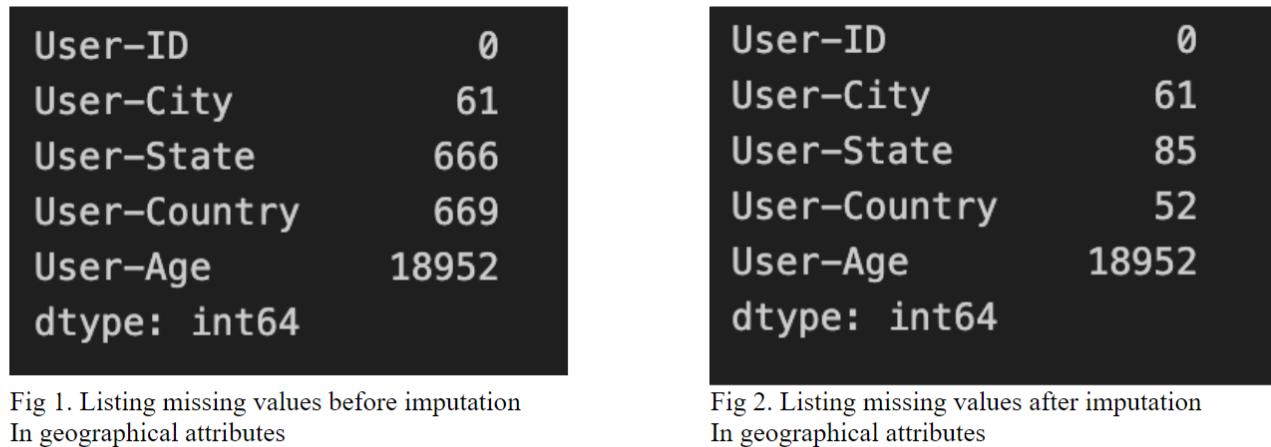 User-ID 0
User-City 61
User-State 666
User-Country 669
User-Age 18952
dtype: int64
Fig 1. Listing missing values before imputation
In geographical attributes
User-ID 0
User-City 61
User-State 85
User-Country 52
User-Age 18952
dtype: int64
Fig 2. Listing missing values after imputation
In geographical attributes